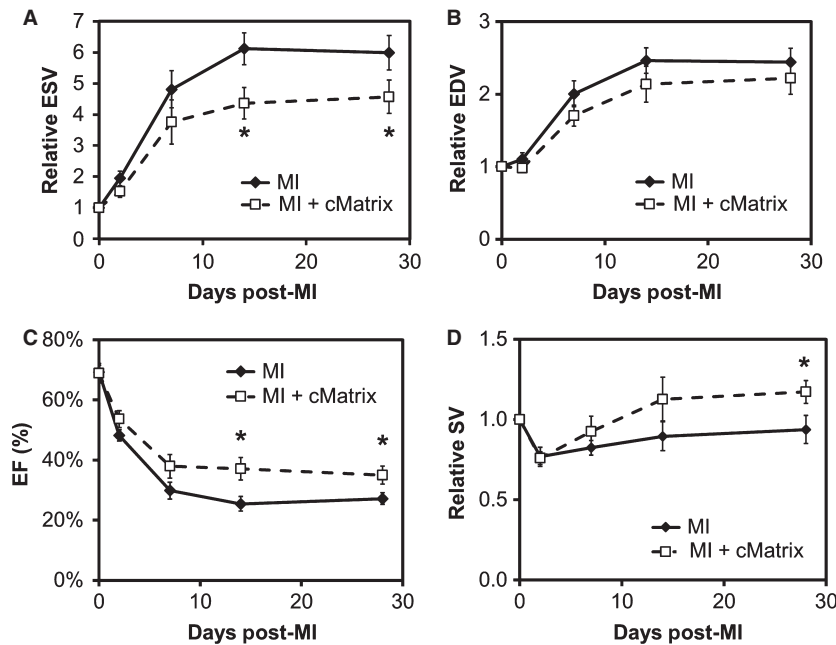 A
7
6
5
4
3
2
1
0
Relative ESV
*
*
MI
MI + cMatrix
0
10
20
30
Days post-MI
B
3
2
1
0
Relative EDV
MI
MI + cMatrix
0
10
20
30
Days post-MI
C
80%
60%
40%
20%
0%
EF (%)
MI
MI + cMatrix
*
*
0
10
20
30
Days post-MI
D
1.5
1.0
0.5
0.0
Relative SV
*
MI
MI + cMatrix
0
10
20
30
Days post-MI